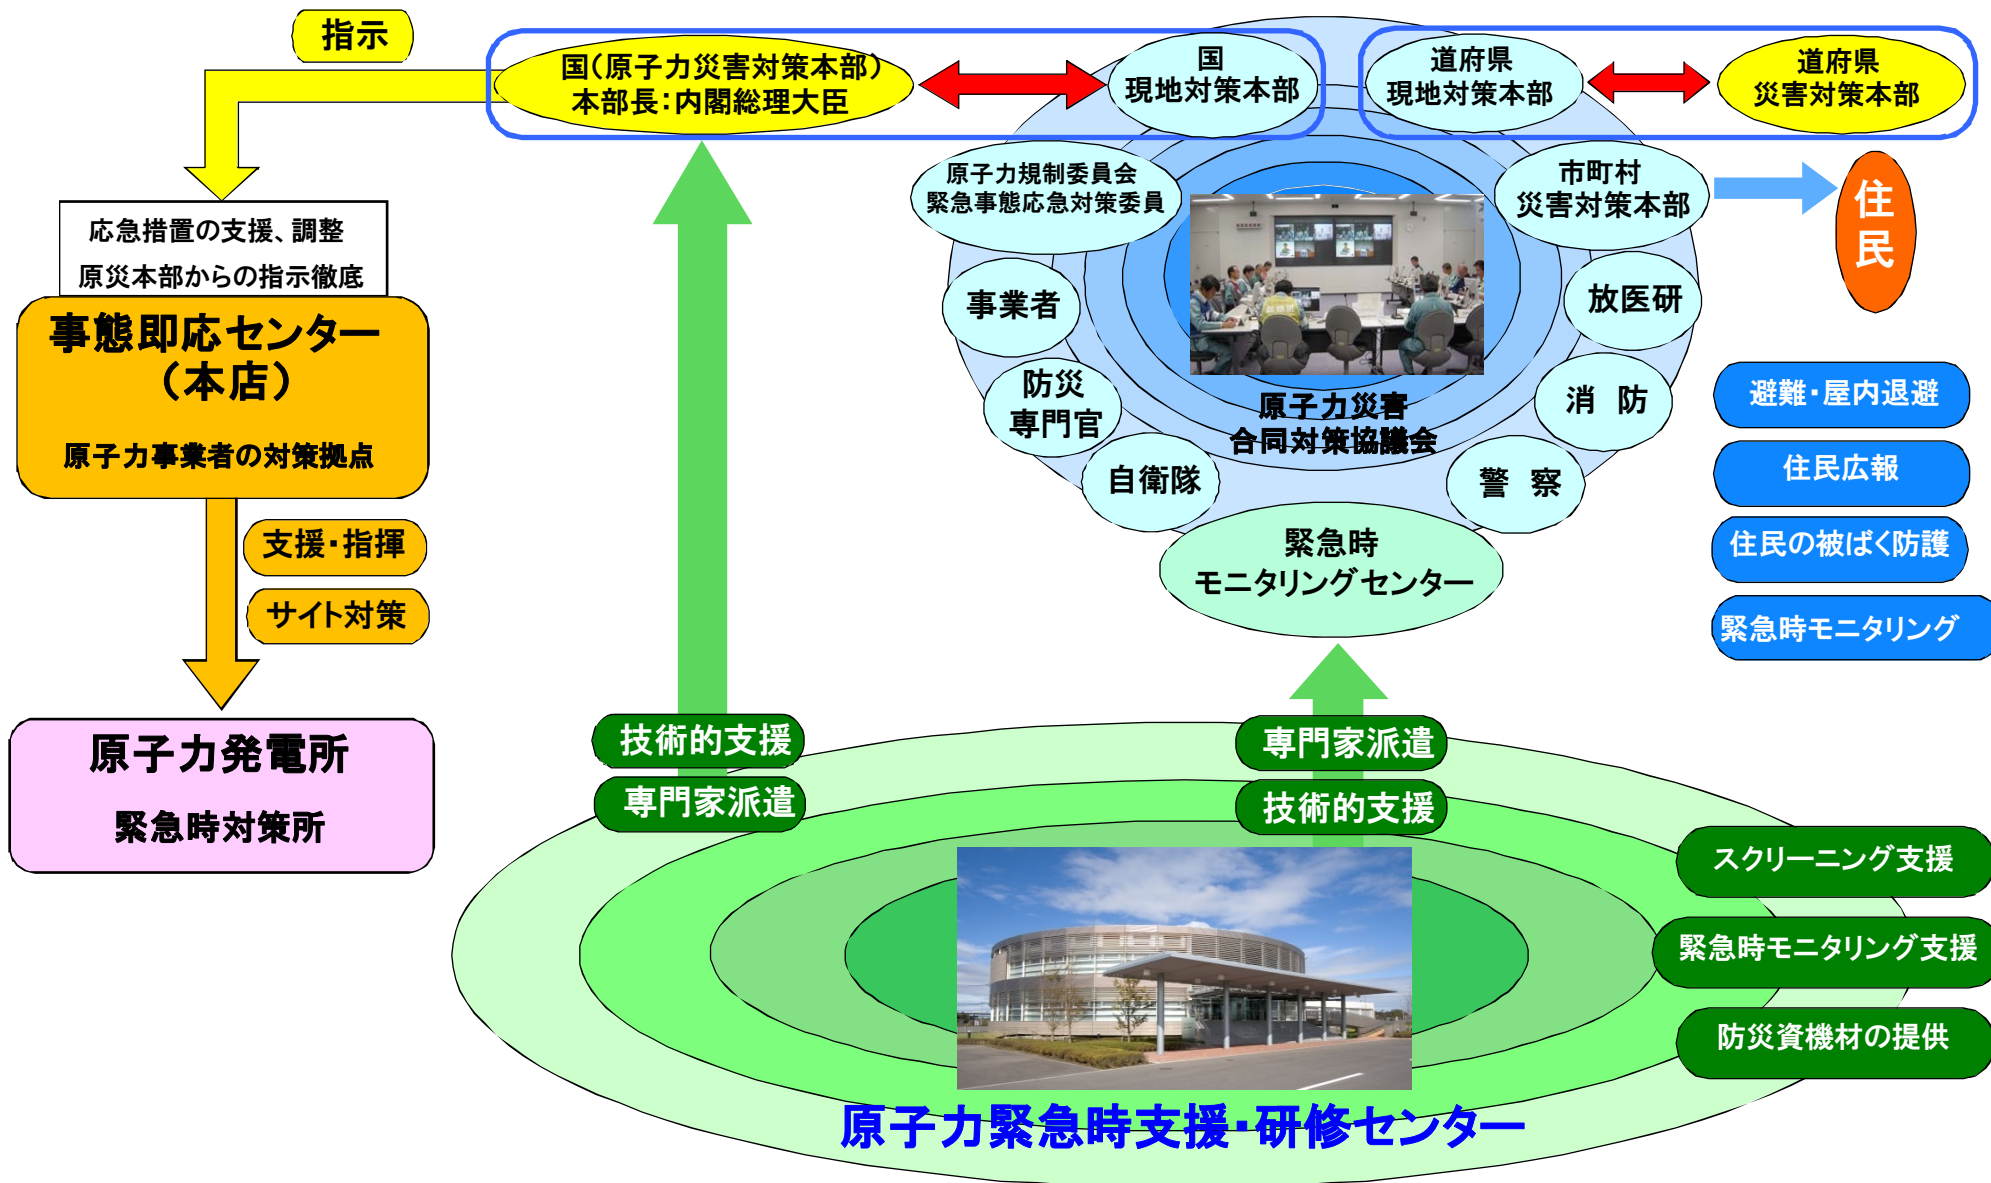 指示
国(原子力災害対策本部)
本部長:内閣総理大臣
国
現地対策本部
道府県
現地対策本部
道府県
災害対策本部
原子力規制委員会
緊急事態応急対策委員
市町村
災害対策本部
住
民
応急措置の支援、調整
原災本部からの指示徹底
事態即応センター
(本店)
原子力事業者の対策拠点
事業者
放医研
防災
専門官
消 防
自衛隊
警 察
原子力災害
合同対策協議会
緊急時
モニタリングセンター
避難・屋内退避
住民広報
住民の被ばく防護
緊急時モニタリング
支援・指揮
サイト対策
原子力発電所
緊急時対策所
技術的支援
専門家派遣
専門家派遣
技術的支援
スクリーニング支援
緊急時モニタリング支援
防災資機材の提供
原子力緊急時支援・研修センター